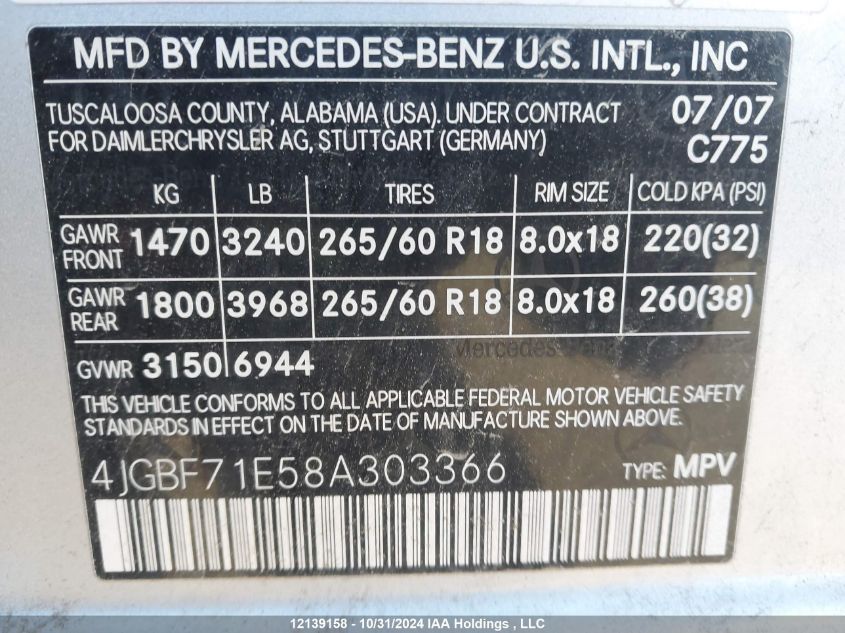 MFD BY MERCEDES-BENZ U.S. INTL., INC
TUSCALOOSA COUNTY, ALABAMA (USA). UNDER CONTRACT 07/07
FOR DAIMLERCHRYSLER AG, STUTTGART (GERMANY) C775
KG LB TIRES RIM SIZE COLD KPA (PSI)
GAWR FRONT 1470 3240 265/60 R18 8.0x18 220(32)
GAWR REAR 1800 3968 265/60 R18 8.0x18 260(38)
GVWR 3150 6944
THIS VEHICLE CONFORMS TO ALL APPLICABLE FEDERAL MOTOR VEHICLE SAFETY
STANDARDS IN EFFECT ON THE DATE OF MANUFACTURE SHOWN ABOVE.
4JGBF71E58A303366 TYPE: MPV
12139158 - 10/31/2024 IAA Holdings , LLC